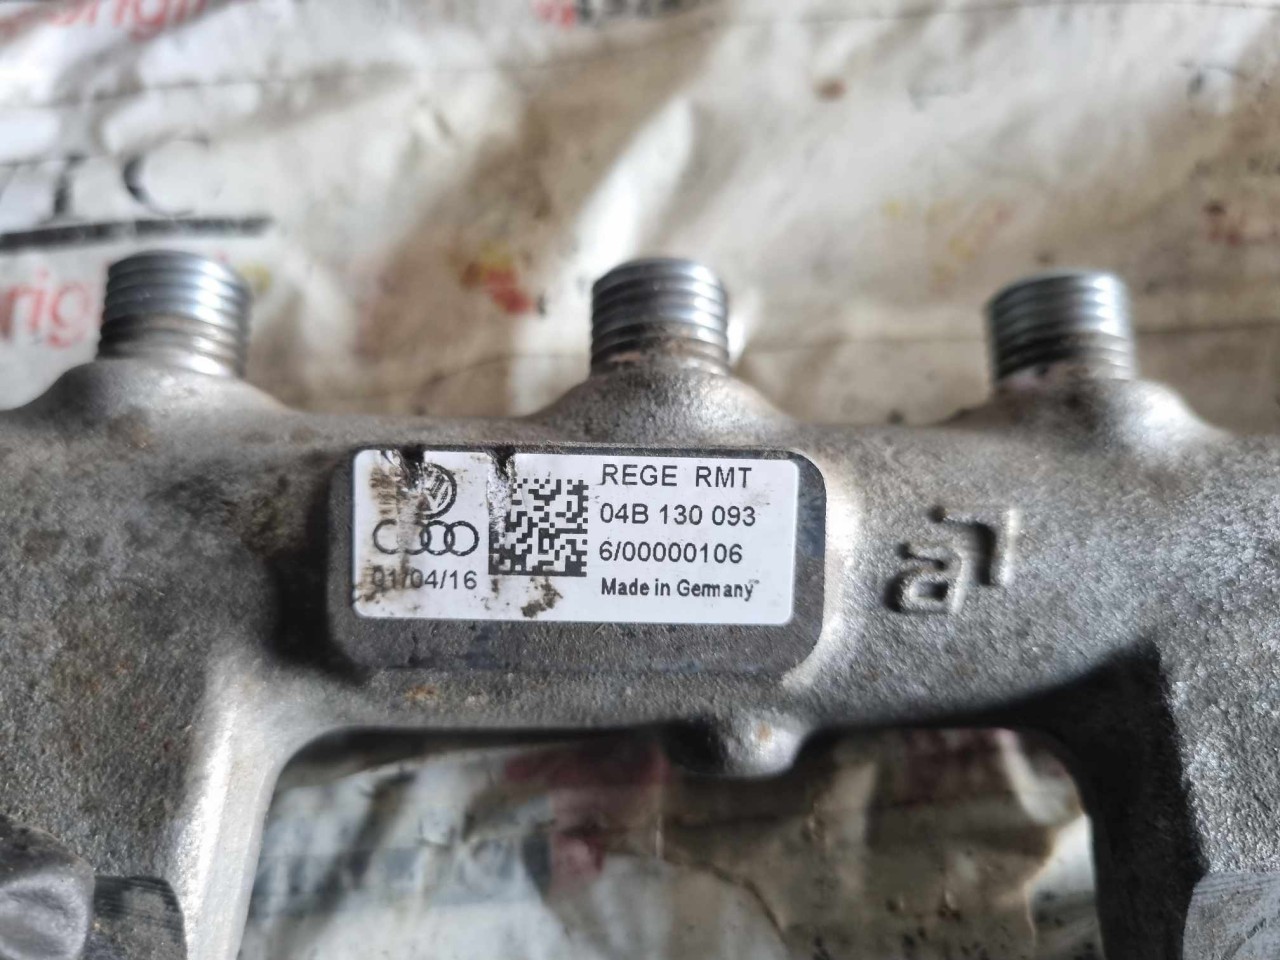 REGE RMT
04B 130 093
6/00000106
Made in Germany
01/04/16